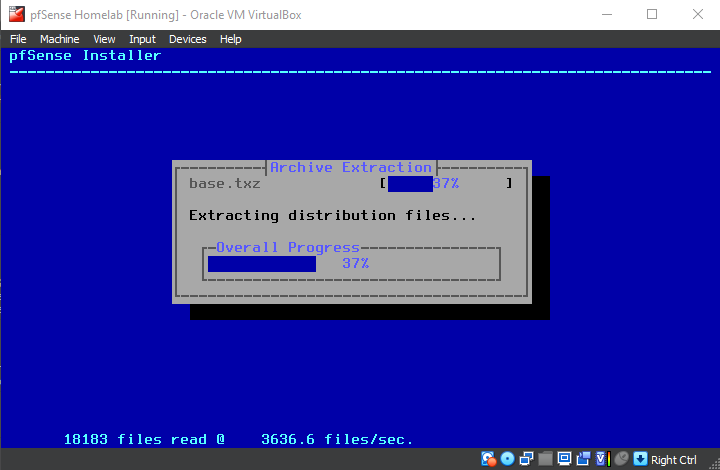 pfSense Homelab [Running] - Oracle VM VirtualBox
File Machine View Input Devices Help
pfSense Installer
Archive Extraction
base.txz [ 37% ]
Extracting distribution files...
Overall Progress
37%
18183 files read @ 3636.6 files/sec.
Right Ctrl